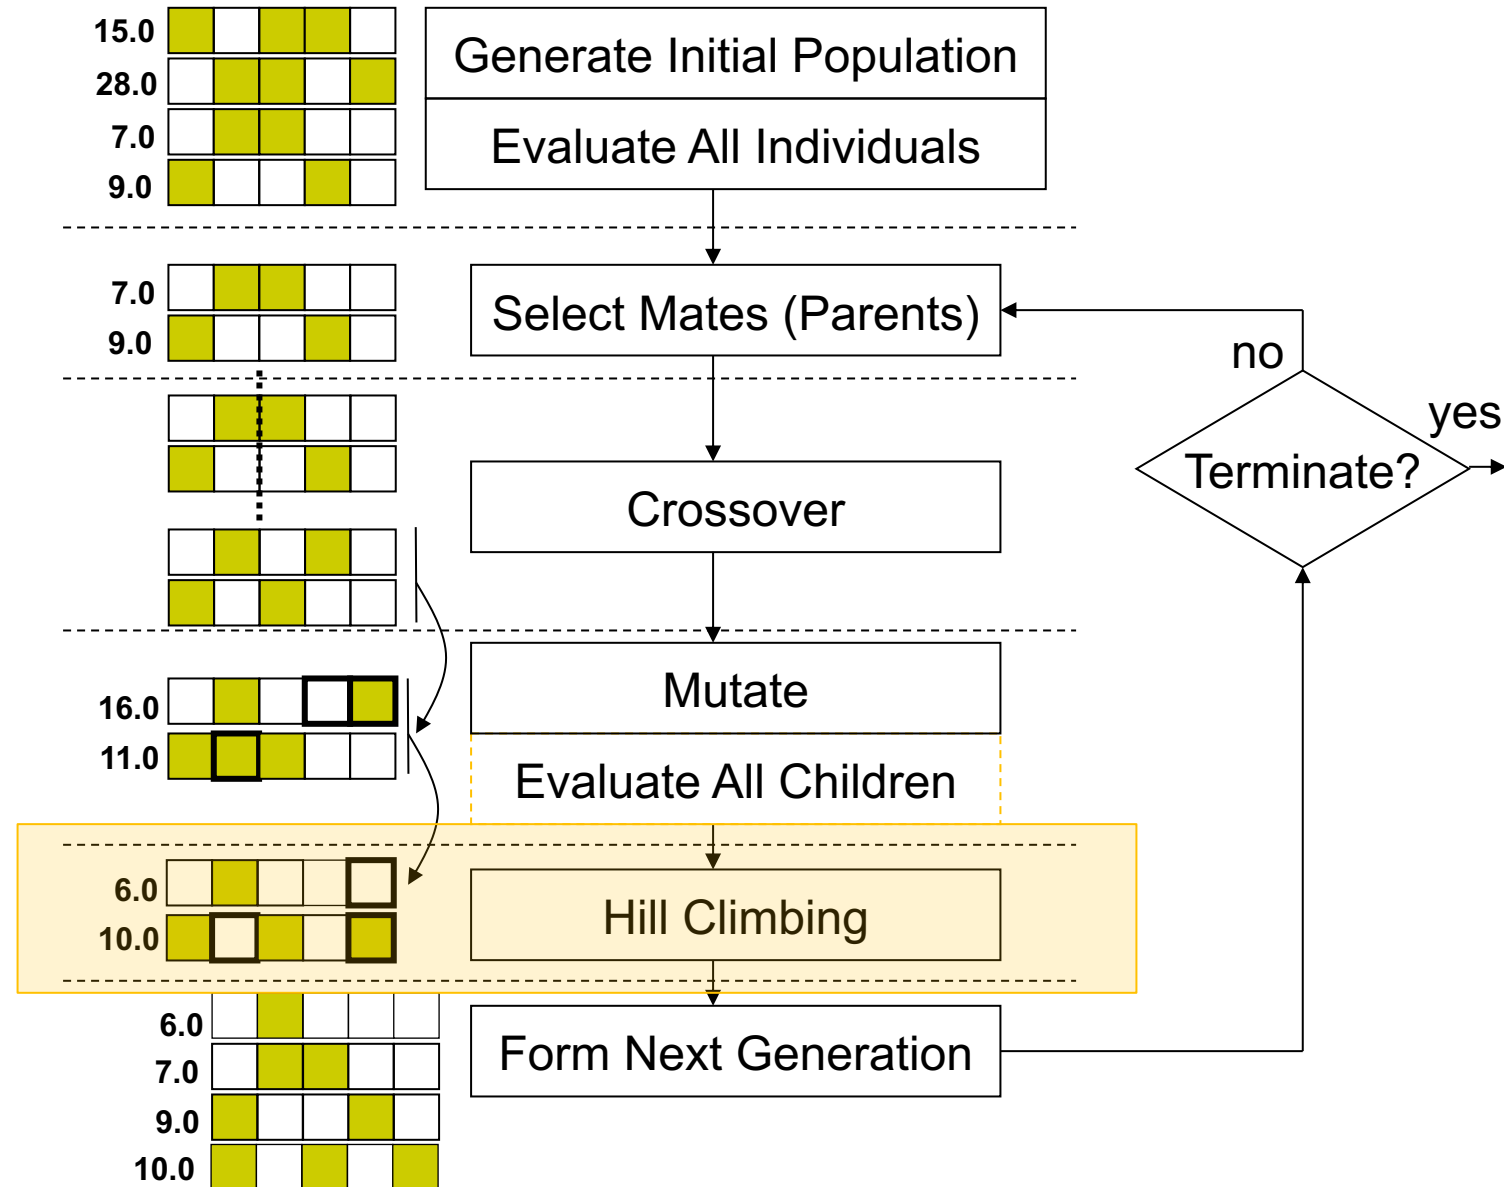 15.0
28.0
7.0
9.0
Generate Initial Population
Evaluate All Individuals
7.0
9.0
Select Mates (Parents)
no
yes
Terminate?
Crossover
16.0
11.0
Mutate
Evaluate All Children
6.0
10.0
Hill Climbing
6.0
7.0
9.0
10.0
Form Next Generation